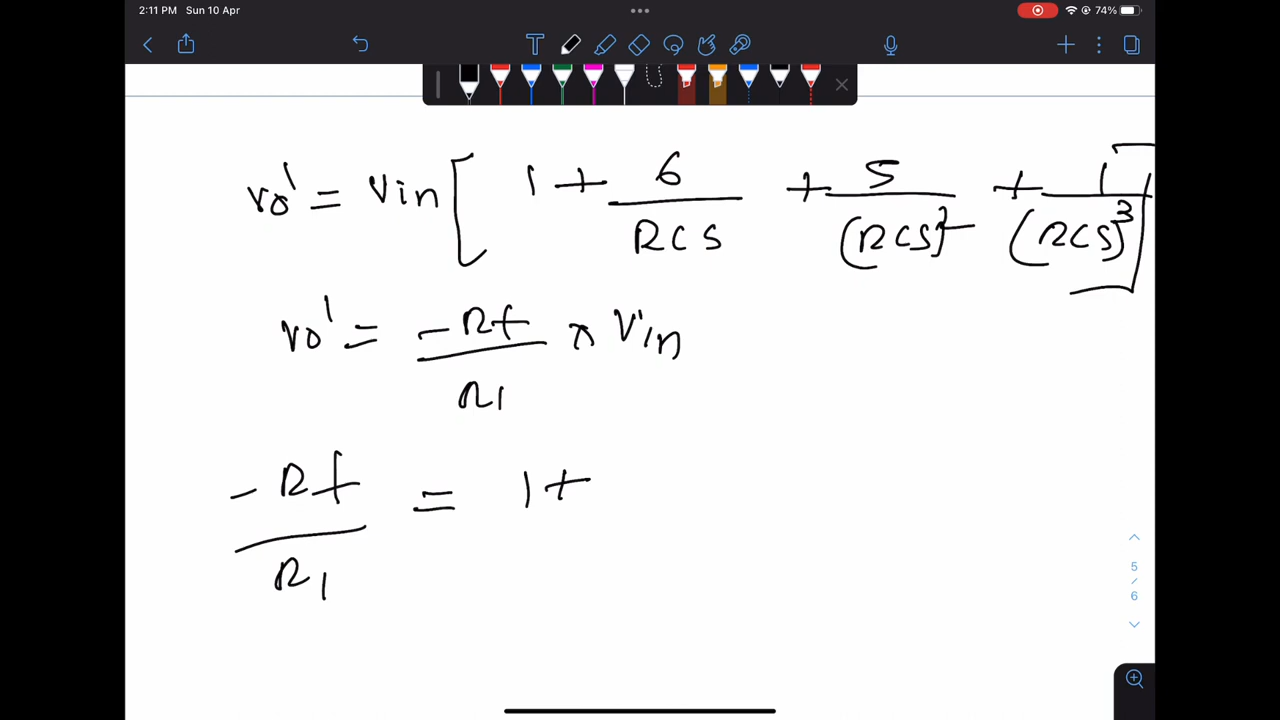 2:11 PM Sun 10 Apr 74%
T
vo' = Vin [ 1 + 6/RCS + 5/(RCS)² + 1/(RCS)³ ]
vo' = -Rf/R1 × Vin
-Rf/R1 = 1 +
5
/
6